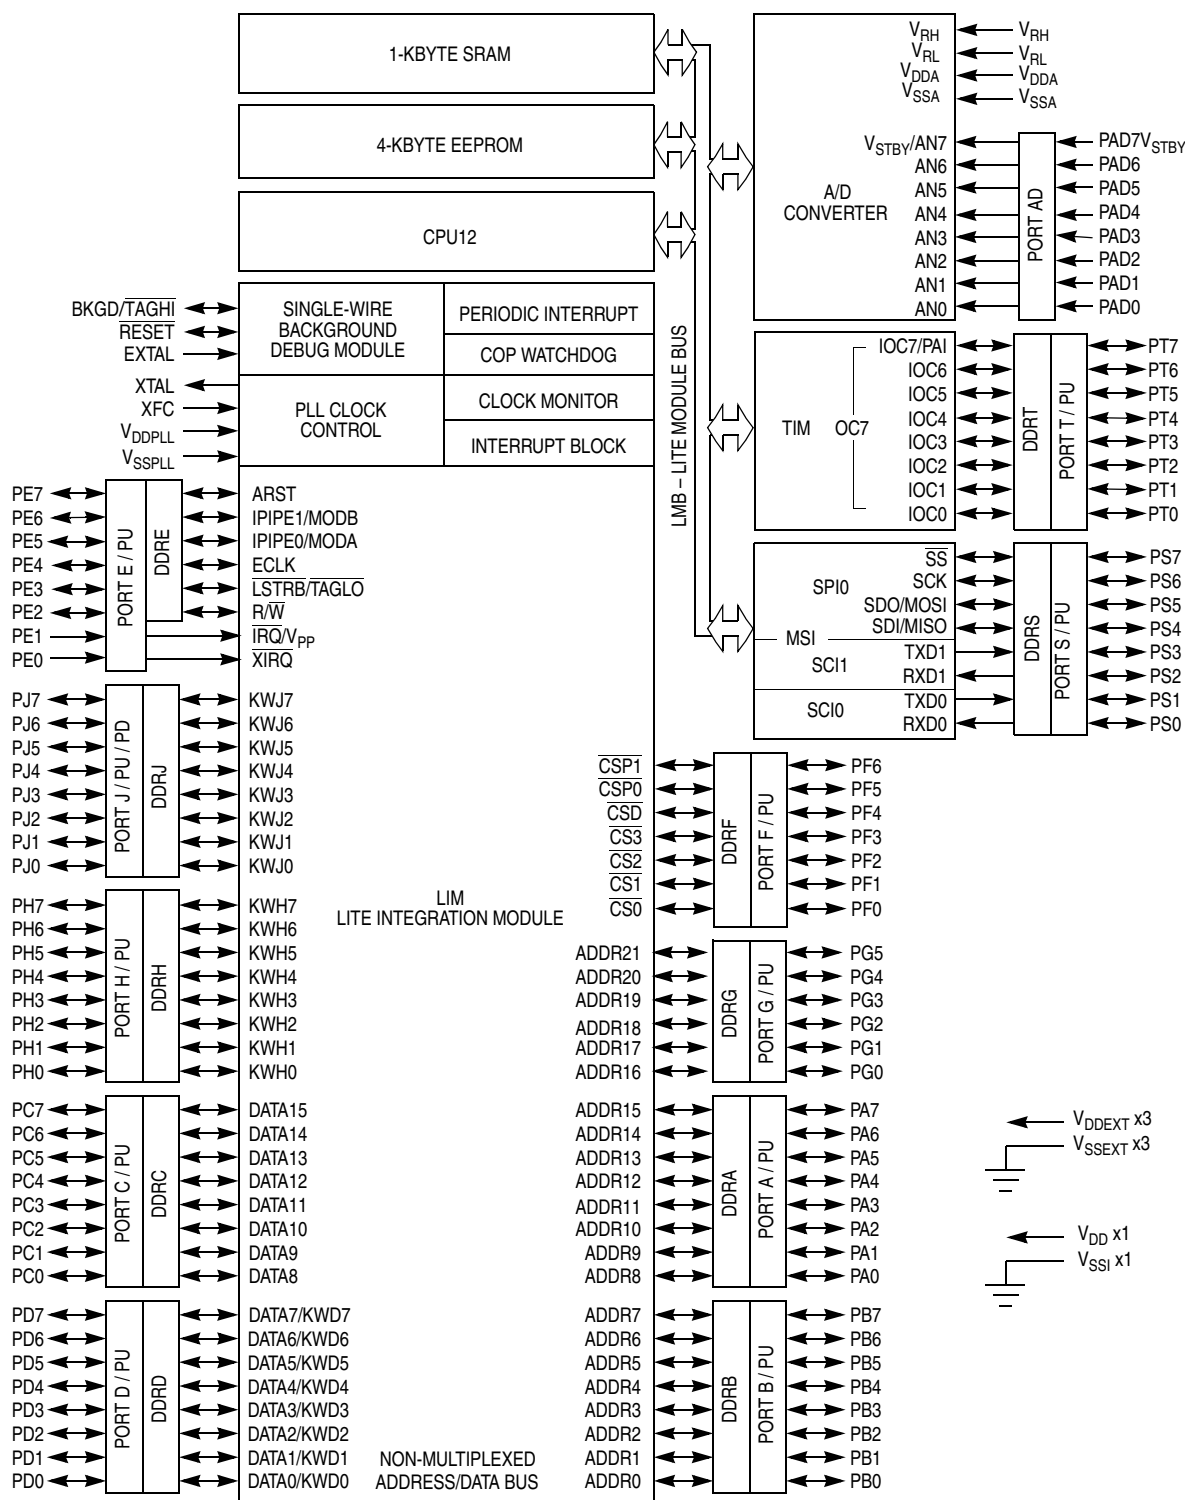 1-KBYTE SRAM
4-KBYTE EEPROM
CPU12
BKGD/TAGHI
RESET
EXTAL
SINGLE-WIRE
BACKGROUND
DEBUG MODULE
PERIODIC INTERRUPT
COP WATCHDOG
XTAL
XFC
VDDPLL
VSSPLL
PLL CLOCK
CONTROL
CLOCK MONITOR
INTERRUPT BLOCK
LMB – LITE MODULE BUS
VRH VRH
VRL VRL
VDDA VDDA
VSSA VSSA
A/D
CONVERTER
PORT AD
VSTBY/AN7 PAD7VSTBY
AN6 PAD6
AN5 PAD5
AN4 PAD4
AN3 PAD3
AN2 PAD2
AN1 PAD1
AN0 PAD0
TIM OC7
DDRT
PORT T / PU
IOC7/PAI PT7
IOC6 PT6
IOC5 PT5
IOC4 PT4
IOC3 PT3
IOC2 PT2
IOC1 PT1
IOC0 PT0
SPI0
MSI
SCI1
SCI0
DDRS
PORT S / PU
SS PS7
SCK PS6
SDO/MOSI PS5
SDI/MISO PS4
TXD1 PS3
RXD1 PS2
TXD0 PS1
RXD0 PS0
PORT E / PU
DDRE
PE7 ARST
PE6 IPIPE1/MODB
PE5 IPIPE0/MODA
PE4 ECLK
PE3 LSTRB/TAGLO
PE2 R/W
PE1 IRQ/VPP
PE0 XIRQ
PORT J / PU / PD
DDRJ
PJ7 KWJ7
PJ6 KWJ6
PJ5 KWJ5
PJ4 KWJ4
PJ3 KWJ3
PJ2 KWJ2
PJ1 KWJ1
PJ0 KWJ0
PORT H / PU
DDRH
PH7 KWH7
PH6 KWH6
PH5 KWH5
PH4 KWH4
PH3 KWH3
PH2 KWH2
PH1 KWH1
PH0 KWH0
PORT C / PU
DDRC
PC7 DATA15
PC6 DATA14
PC5 DATA13
PC4 DATA12
PC3 DATA11
PC2 DATA10
PC1 DATA9
PC0 DATA8
PORT D / PU
DDRD
PD7 DATA7/KWD7
PD6 DATA6/KWD6
PD5 DATA5/KWD5
PD4 DATA4/KWD4
PD3 DATA3/KWD3
PD2 DATA2/KWD2
PD1 DATA1/KWD1
PD0 DATA0/KWD0
LIM
LITE INTEGRATION MODULE
NON-MULTIPLEXED
ADDRESS/DATA BUS
DDRF
PORT F / PU
CSP1 PF6
CSP0 PF5
CSD PF4
CS3 PF3
CS2 PF2
CS1 PF1
CS0 PF0
DDRG
PORT G / PU
ADDR21 PG5
ADDR20 PG4
ADDR19 PG3
ADDR18 PG2
ADDR17 PG1
ADDR16 PG0
DDRA
PORT A / PU
ADDR15 PA7
ADDR14 PA6
ADDR13 PA5
ADDR12 PA4
ADDR11 PA3
ADDR10 PA2
ADDR9 PA1
ADDR8 PA0
DDRB
PORT B / PU
ADDR7 PB7
ADDR6 PB6
ADDR5 PB5
ADDR4 PB4
ADDR3 PB3
ADDR2 PB2
ADDR1 PB1
ADDR0 PB0
VDDEXT x3
VSSEXT x3
VDD x1
VSSI x1